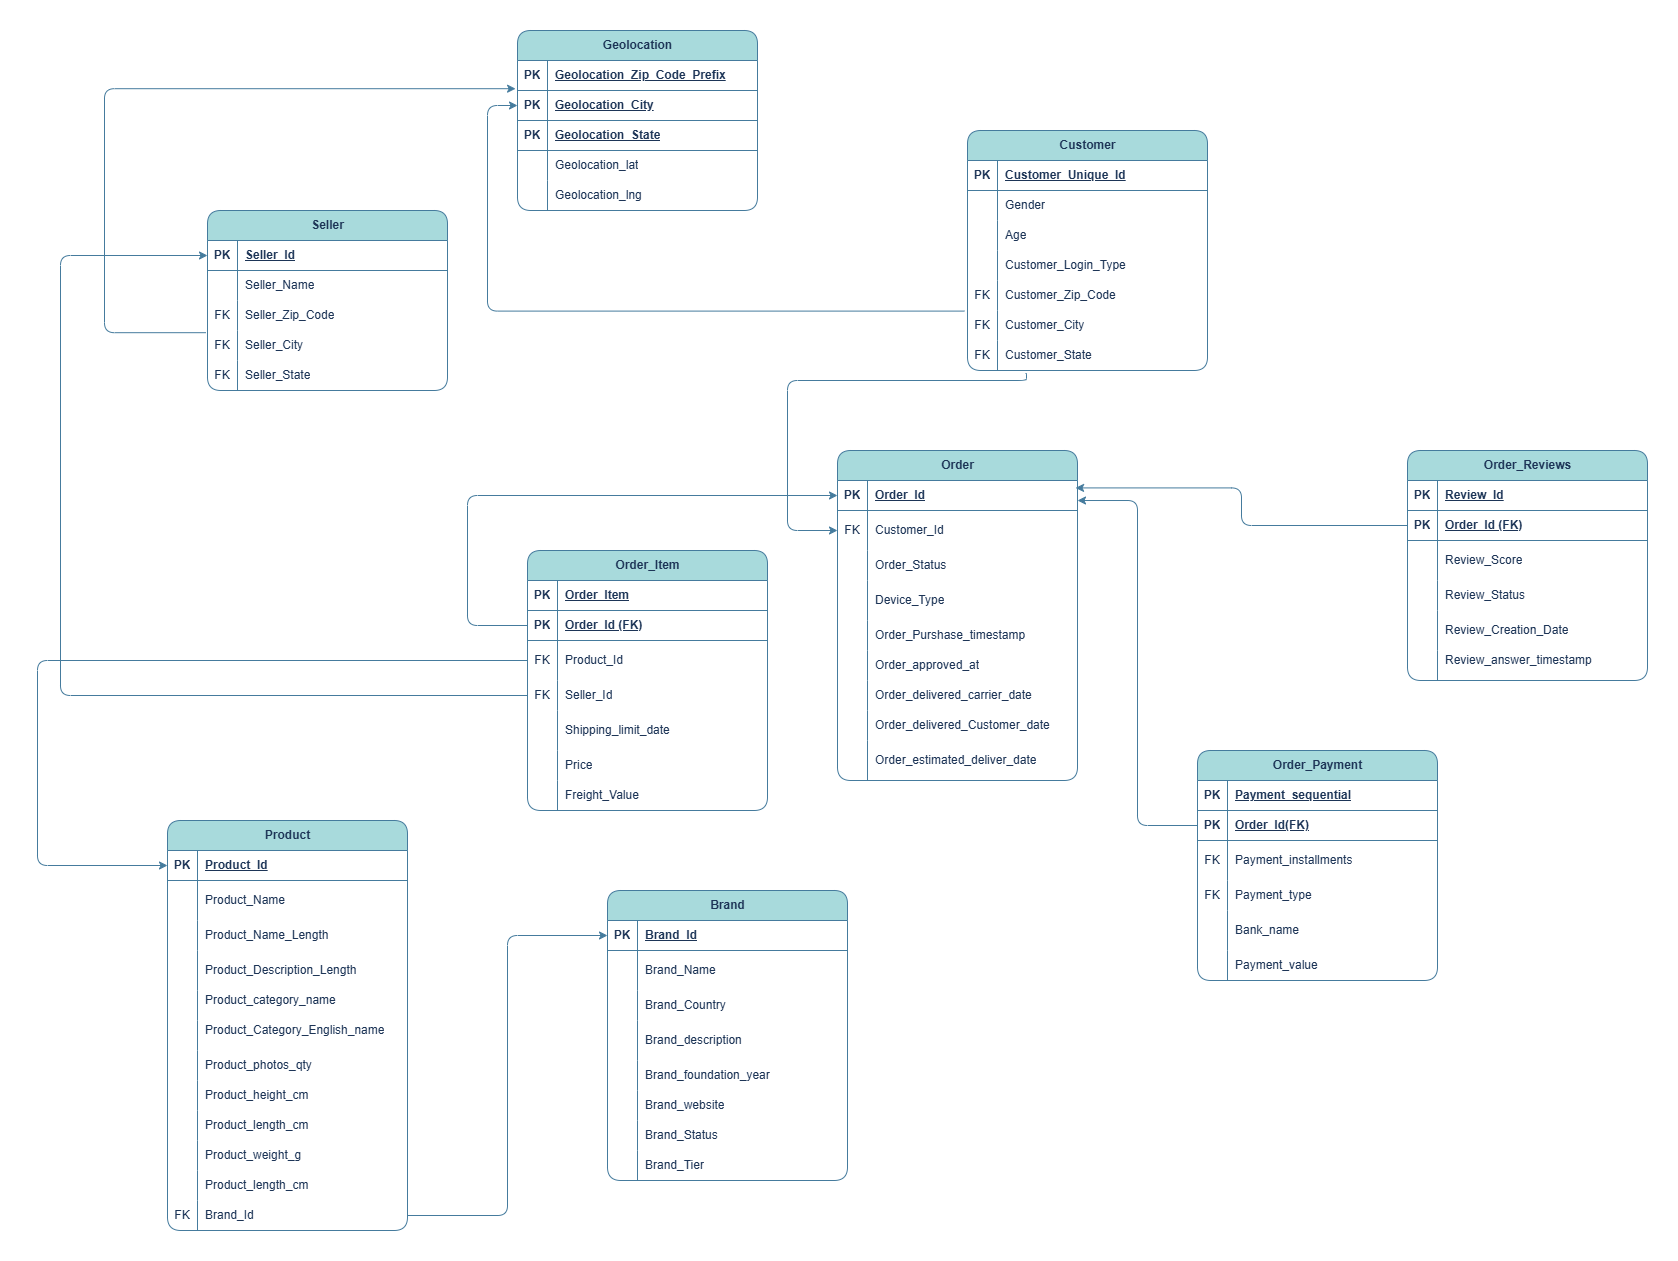 Geolocation
PK Geolocation_Zip_Code_Prefix
PK Geolocation_City
PK Geolocation_State
Geolocation_lat
Geolocation_lng
Customer
PK Customer_Unique_Id
Gender
Age
Customer_Login_Type
FK Customer_Zip_Code
FK Customer_City
FK Customer_State
Seller
PK Seller_Id
Seller_Name
FK Seller_Zip_Code
FK Seller_City
FK Seller_State
Order
PK Order_Id
FK Customer_Id
Order_Status
Device_Type
Order_Purshase_timestamp
Order_approved_at
Order_delivered_carrier_date
Order_delivered_Customer_date
Order_estimated_deliver_date
Order_Reviews
PK Review_Id
PK Order_Id (FK)
Review_Score
Review_Status
Review_Creation_Date
Review_answer_timestamp
Order_Item
PK Order_Item
PK Order_Id (FK)
FK Product_Id
FK Seller_Id
Shipping_limit_date
Price
Freight_Value
Order_Payment
PK Payment_sequential
PK Order_Id(FK)
FK Payment_installments
FK Payment_type
Bank_name
Payment_value
Product
PK Product_Id
Product_Name
Product_Name_Length
Product_Description_Length
Product_category_name
Product_Category_English_name
Product_photos_qty
Product_height_cm
Product_length_cm
Product_weight_g
Product_length_cm
FK Brand_Id
Brand
PK Brand_Id
Brand_Name
Brand_Country
Brand_description
Brand_foundation_year
Brand_website
Brand_Status
Brand_Tier